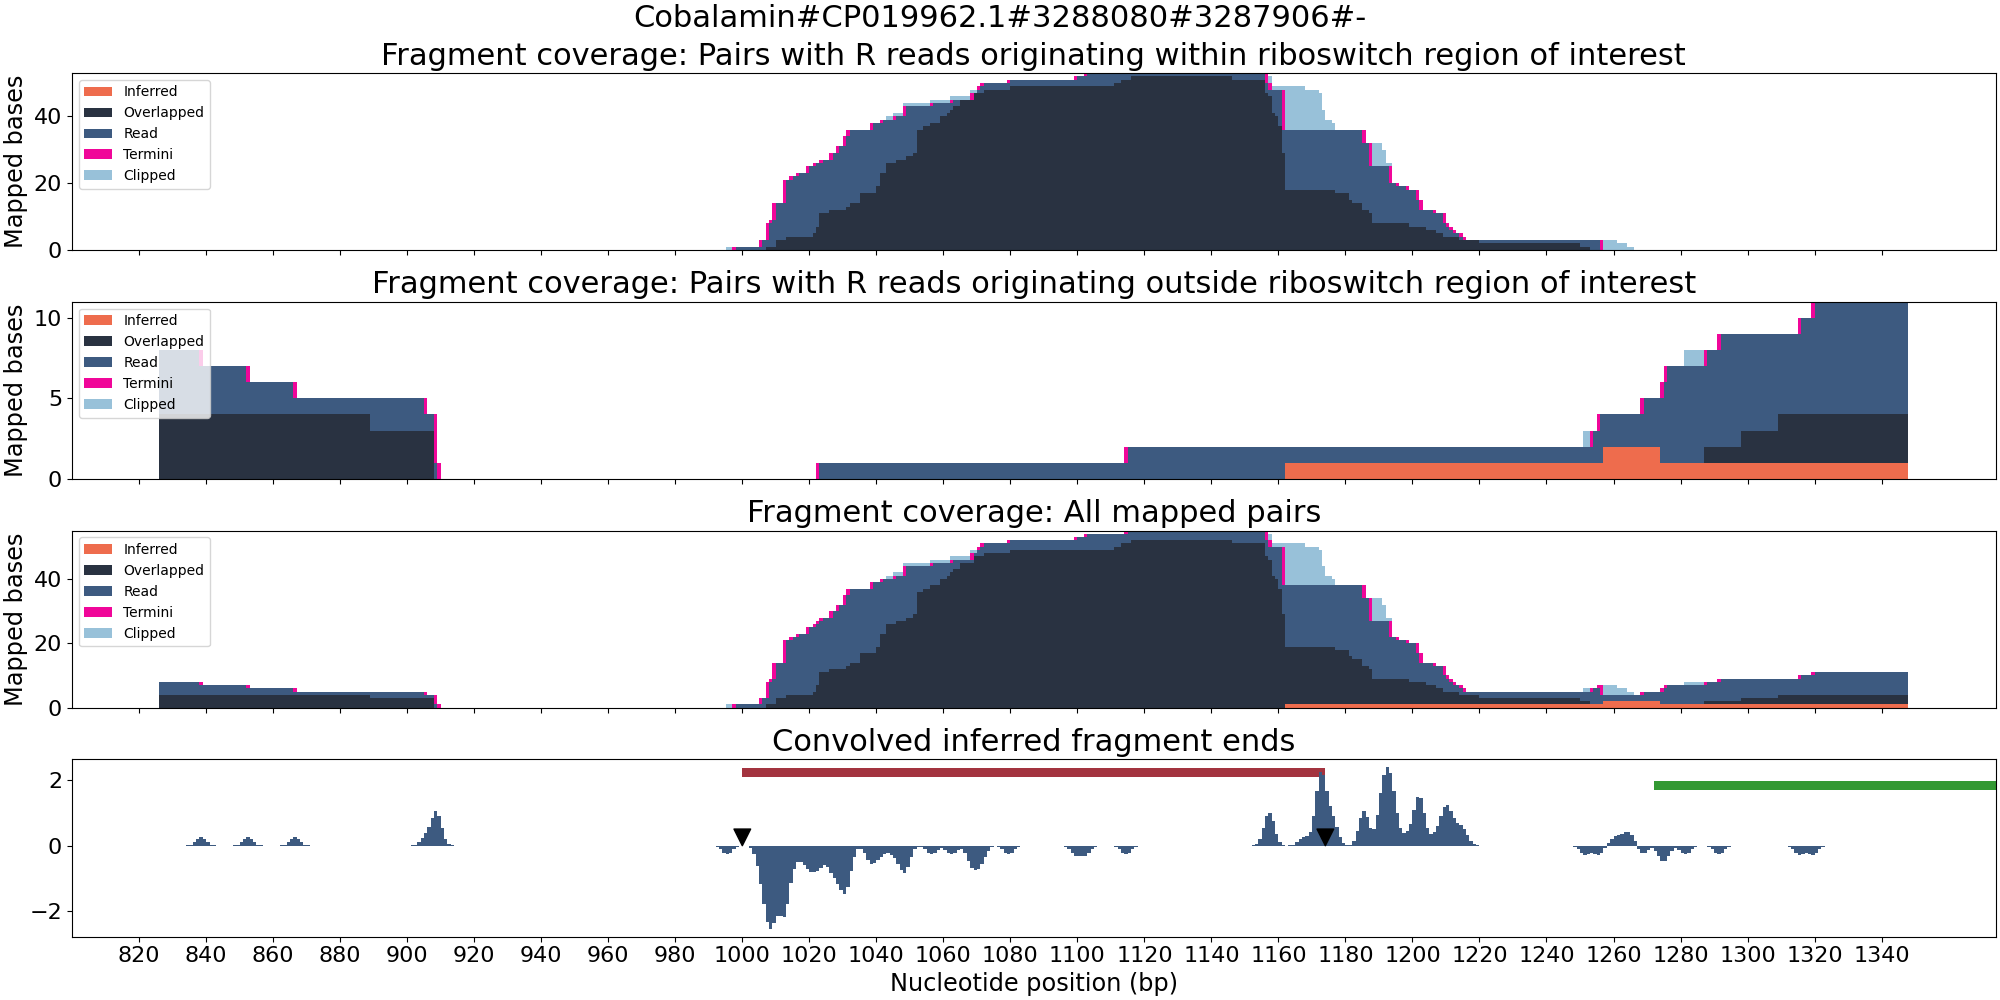 Cobalamin#CP019962.1#3288080#3287906#-
Fragment coverage: Pairs with R reads originating within riboswitch region of interest
Mapped bases
40
20
0
Inferred
Overlapped
Read
Termini
Clipped
Fragment coverage: Pairs with R reads originating outside riboswitch region of interest
Mapped bases
10
5
0
Inferred
Overlapped
Read
Termini
Clipped
Fragment coverage: All mapped pairs
Mapped bases
40
20
0
Inferred
Overlapped
Read
Termini
Clipped
Convolved inferred fragment ends
2
0
−2
820 840 860 880 900 920 940 960 980 1000 1020 1040 1060 1080 1100 1120 1140 1160 1180 1200 1220 1240 1260 1280 1300 1320 1340
Nucleotide position (bp)